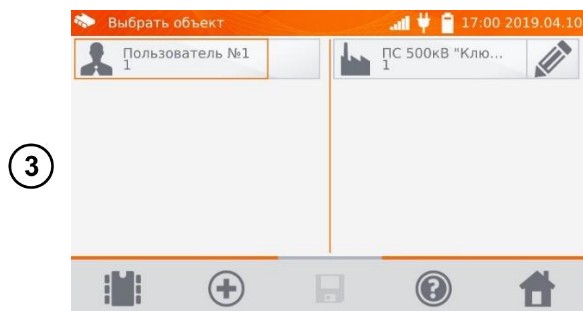 Выбрать объект
17:00 2019.04.10
Пользователь №1
1
ПС 500кВ "Клю...
1
3